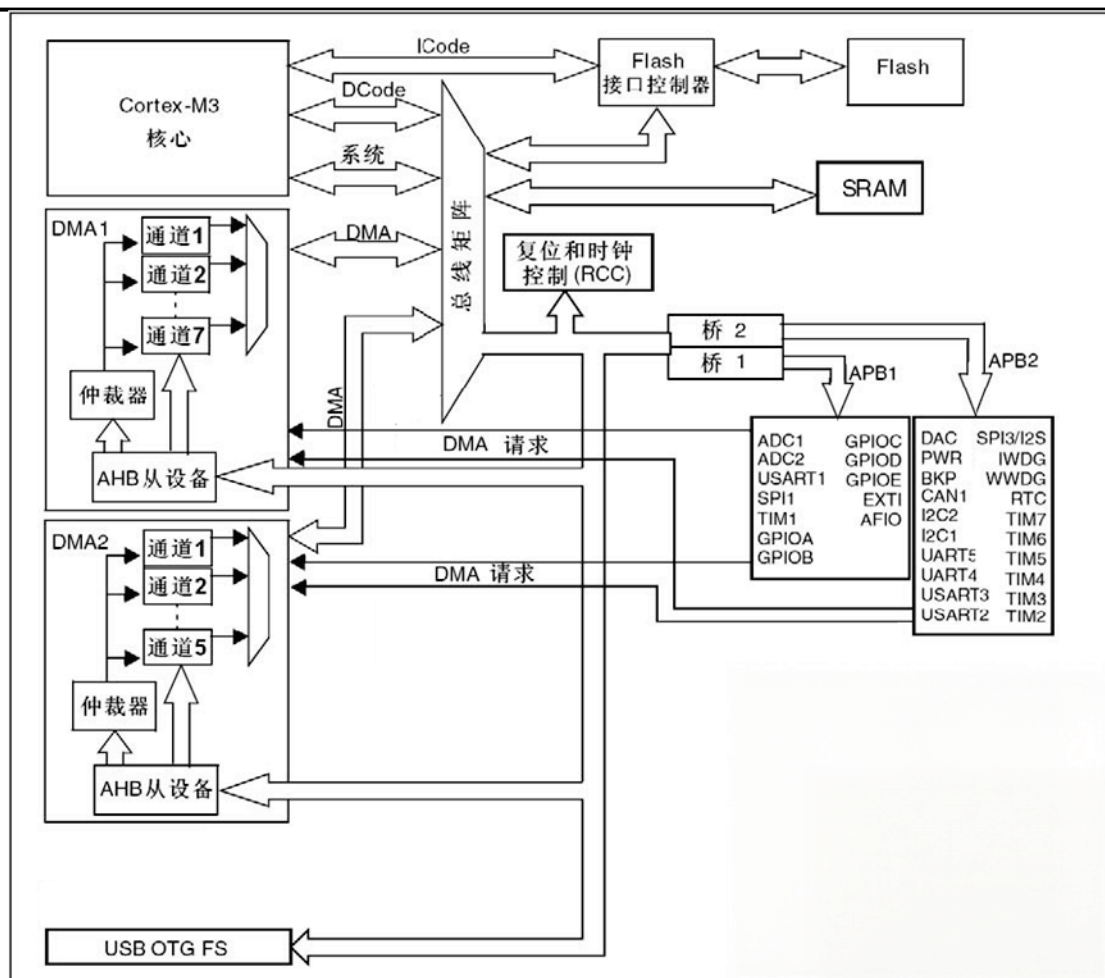 ICode
Cortex-M3
核心
Flash
接口控制器
Flash
DCode
系统
SRAM
DMA1
通道1
通道2
通道7
仲裁器
AHB从设备
DMA
总线矩阵
复位和时钟
控制(RCC)
桥 2
桥 1
APB1
APB2
DMA
DMA 请求
ADC1 GPIOC
ADC2 GPIOD
USART1 GPIOE
SPI1 EXTI
TIM1 AFIO
GPIOA
GPIOB
DAC SPI3/I2S
PWR IWDG
BKP WWDG
CAN1 RTC
I2C2 TIM7
I2C1 TIM6
UART5 TIM5
UART4 TIM4
USART3 TIM3
USART2 TIM2
DMA2
通道1
通道2
通道5
仲裁器
AHB从设备
DMA 请求
USB OTG FS